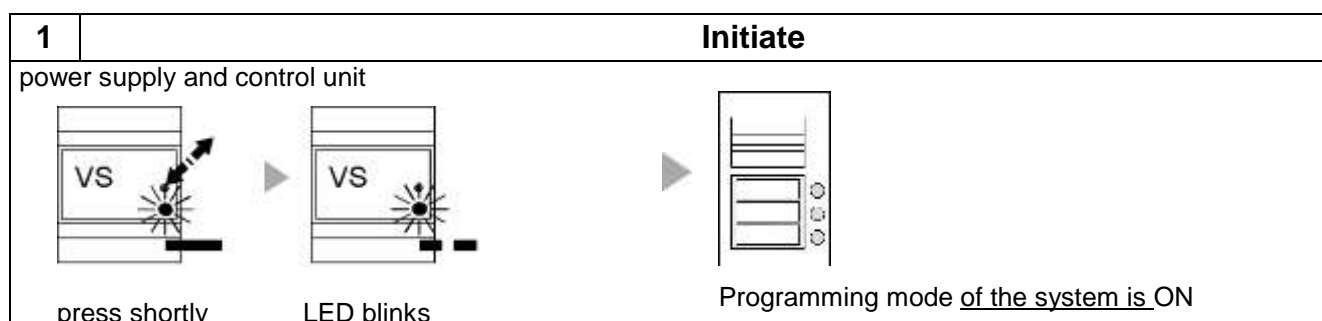 1 Initiate
power supply and control unit
VS VS
press shortly LED blinks
Programming mode of the system is ON